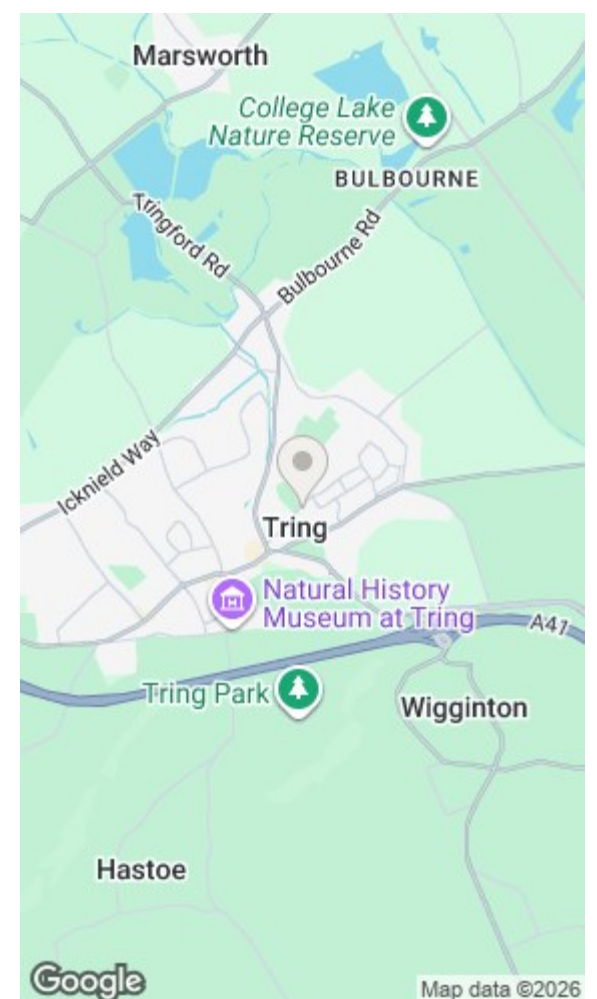 Marsworth
College Lake
Nature Reserve
BULBOURNE
Tringford Rd
Bulbourne Rd
Icknield Way
Tring
Natural History
Museum at Tring
A41
Tring Park
Wigginton
Hastoe
Google
Map data ©2026